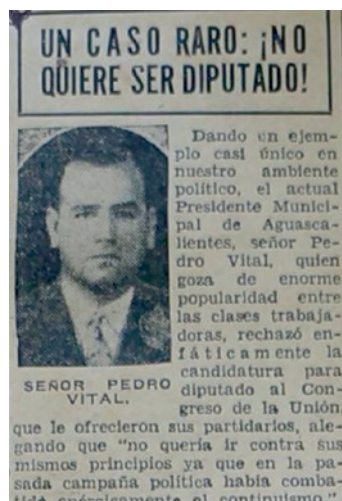 UN CASO RARO: ¡NO
QUIERE SER DIPUTADO!
Dando un ejem-
plo casi único en
nuestro ambiente
político, el actual
Presidente Munici-
pal de Aguasca-
lientes, señor Pe-
dro Vital, quien
goza de enorme
popularidad entre
las clases trabaja-
doras, rechazó en-
fáticamente la
candidatura para
diputado al Con-
greso de la Unión
que le ofrecieron sus partidarios, ale-
gando que "no quería ir contra sus
mismos principios ya que en la pa-
sada campaña política había comba-
tido enérgicamente el continuismo"
SEÑOR PEDRO
VITAL.